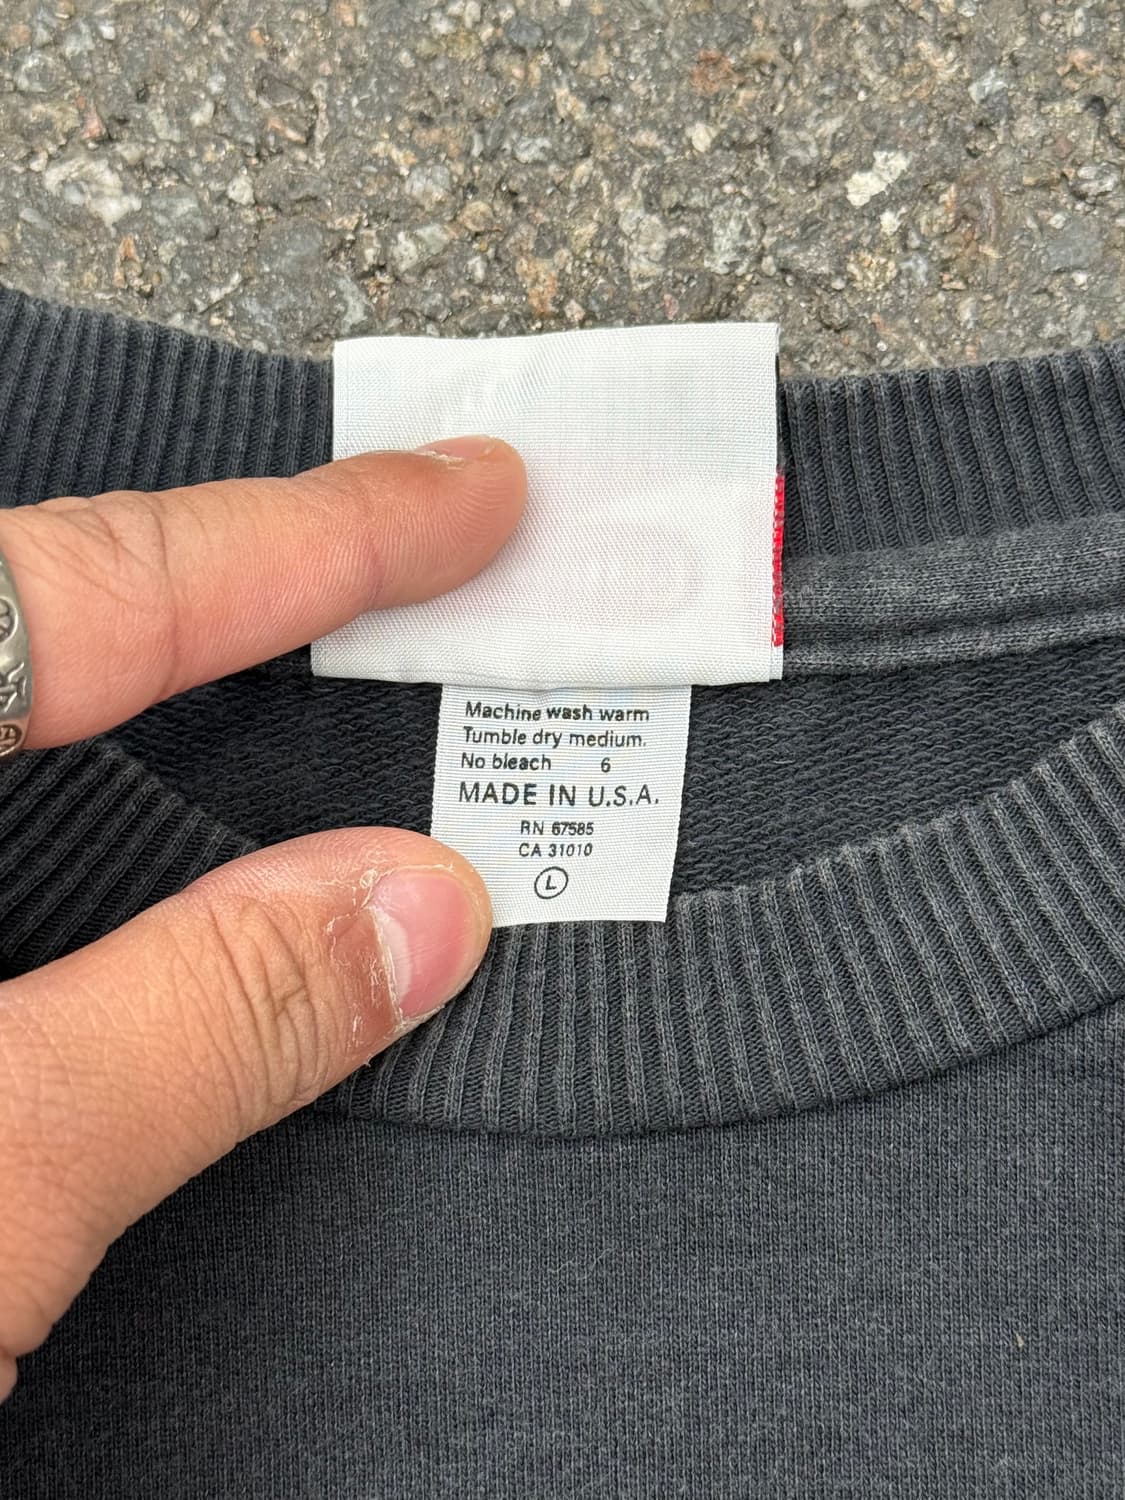 Machine wash warm
Tumble dry medium.
No bleach 6
MADE IN U.S.A.
RN 67585
CA 31010
L